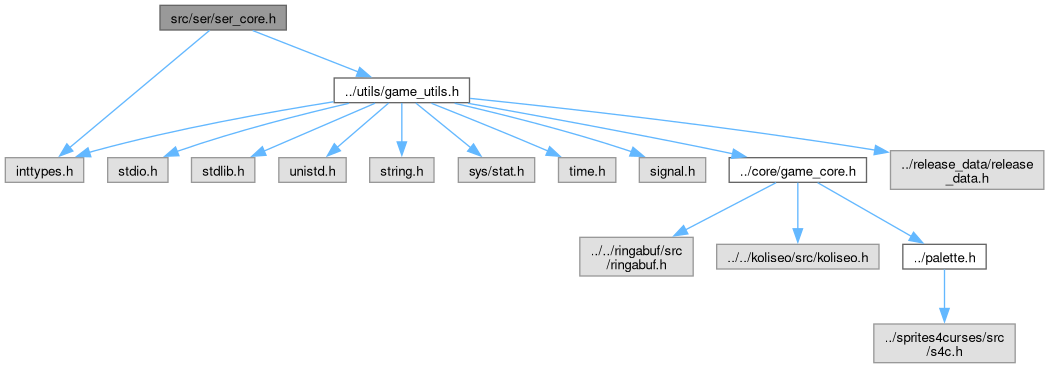 src/ser/ser_core.h
../utils/game_utils.h
inttypes.h
stdio.h
stdlib.h
unistd.h
string.h
sys/stat.h
time.h
signal.h
../core/game_core.h
../release_data/release
_data.h
../../ringabuf/src
/ringabuf.h
../../koliseo/src/koliseo.h
../palette.h
../sprites4curses/src
/s4c.h